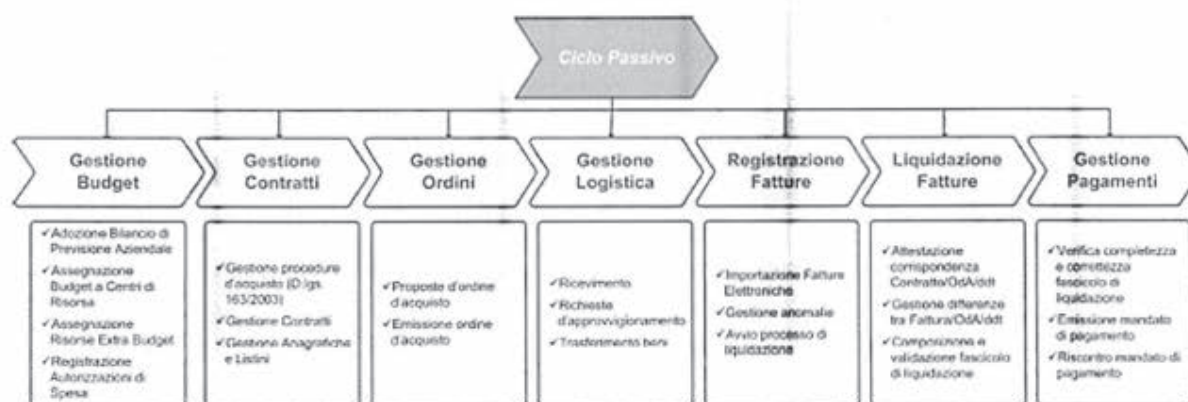 Ciclo Passivo
Gestione
Budget
Gestione
Contratti
Gestione
Ordini
Gestione
Logistica
Registrazione
Fatture
Liquidazione
Fatture
Gestione
Pagamenti
✓Adozione Bilancio di
Previsione Aziendale
✓Assegnazione
Budget a Centri di
Risorsa
✓Assegnazione
Risorse Extra Budget
✓Registrazione
Autorizzazioni di
Spesa
✓Gestione procedure
d'acquisto (D.lgs.
163/2003)
✓Gestione Contratti
✓Gestione Anagrafiche
e Listini
✓Proposte d'ordine
d'acquisto
✓Emissione ordine
d'acquisto
✓Ricevimento
✓Richieste
d'approvvigionamento
✓Trasferimento beni
✓Importazione Fatture
Elettroniche
✓Gestione anomalie
✓Avvio processo di
liquidazione
✓Attestazione
corrispondenza
Contratto/OdA/ddt
✓Gestione differenze
tra Fattura/OdA/ddt
✓Composizione e
validazione fascicolo
di liquidazione
✓Verifica completezza
e correttezza
fascicolo di
liquidazione
✓Emissione mandato
di pagamento
✓Riscontro mandato di
pagamento